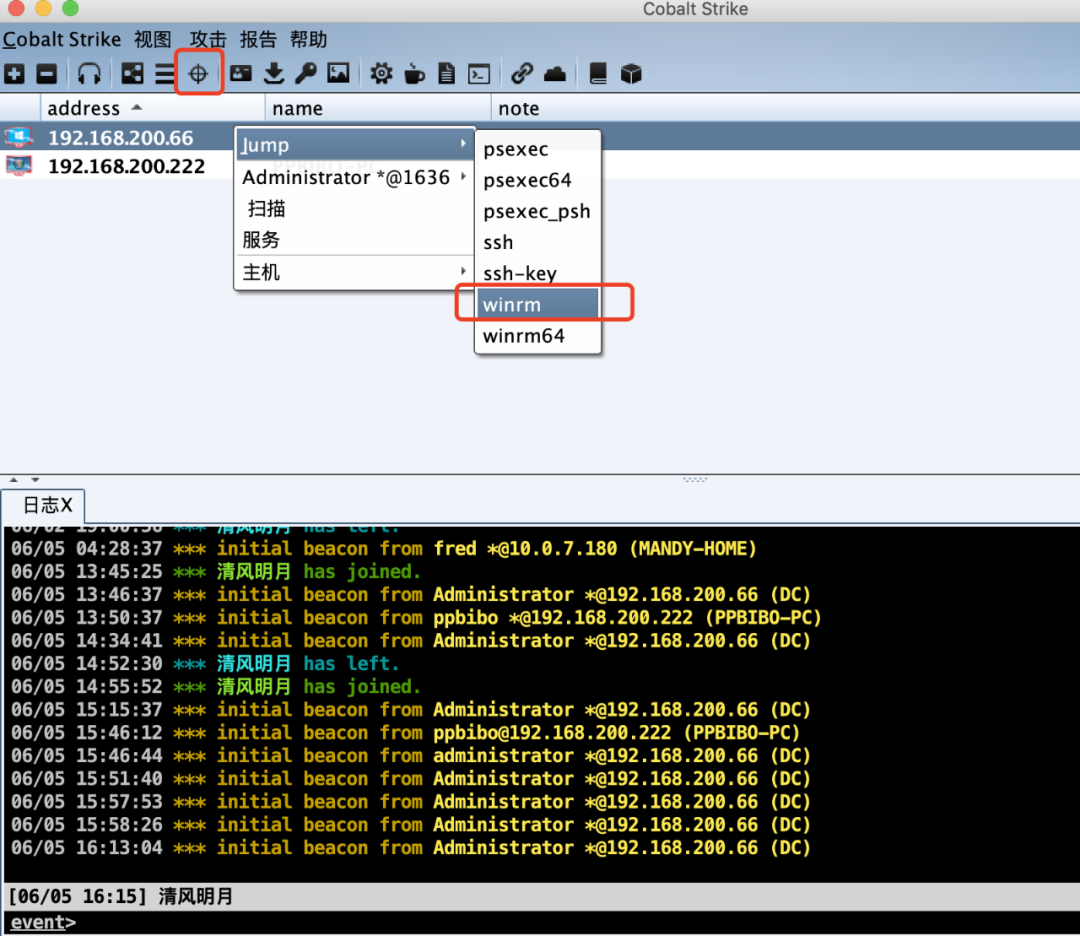 Cobalt Strike
Cobalt Strike 视图 攻击 报告 帮助
address name note
192.168.200.66
192.168.200.222
Jump
Administrator *@1636
扫描
服务
主机
psexec
psexec64
psexec_psh
ssh
ssh-key
winrm
winrm64
日志X
06/02 15:00:56 *** 清风明月 has left.
06/05 04:28:37 *** initial beacon from fred *@10.0.7.180 (MANDY-HOME)
06/05 13:45:25 *** 清风明月 has joined.
06/05 13:46:37 *** initial beacon from Administrator *@192.168.200.66 (DC)
06/05 13:50:37 *** initial beacon from ppbibo *@192.168.200.222 (PPBIBO-PC)
06/05 14:34:41 *** initial beacon from Administrator *@192.168.200.66 (DC)
06/05 14:52:30 *** 清风明月 has left.
06/05 14:55:52 *** 清风明月 has joined.
06/05 15:15:37 *** initial beacon from Administrator *@192.168.200.66 (DC)
06/05 15:46:12 *** initial beacon from ppbibo@192.168.200.222 (PPBIBO-PC)
06/05 15:46:44 *** initial beacon from administrator *@192.168.200.66 (DC)
06/05 15:51:40 *** initial beacon from Administrator *@192.168.200.66 (DC)
06/05 15:57:53 *** initial beacon from Administrator *@192.168.200.66 (DC)
06/05 15:58:26 *** initial beacon from Administrator *@192.168.200.66 (DC)
06/05 16:13:04 *** initial beacon from Administrator *@192.168.200.66 (DC)
[06/05 16:15] 清风明月
event>